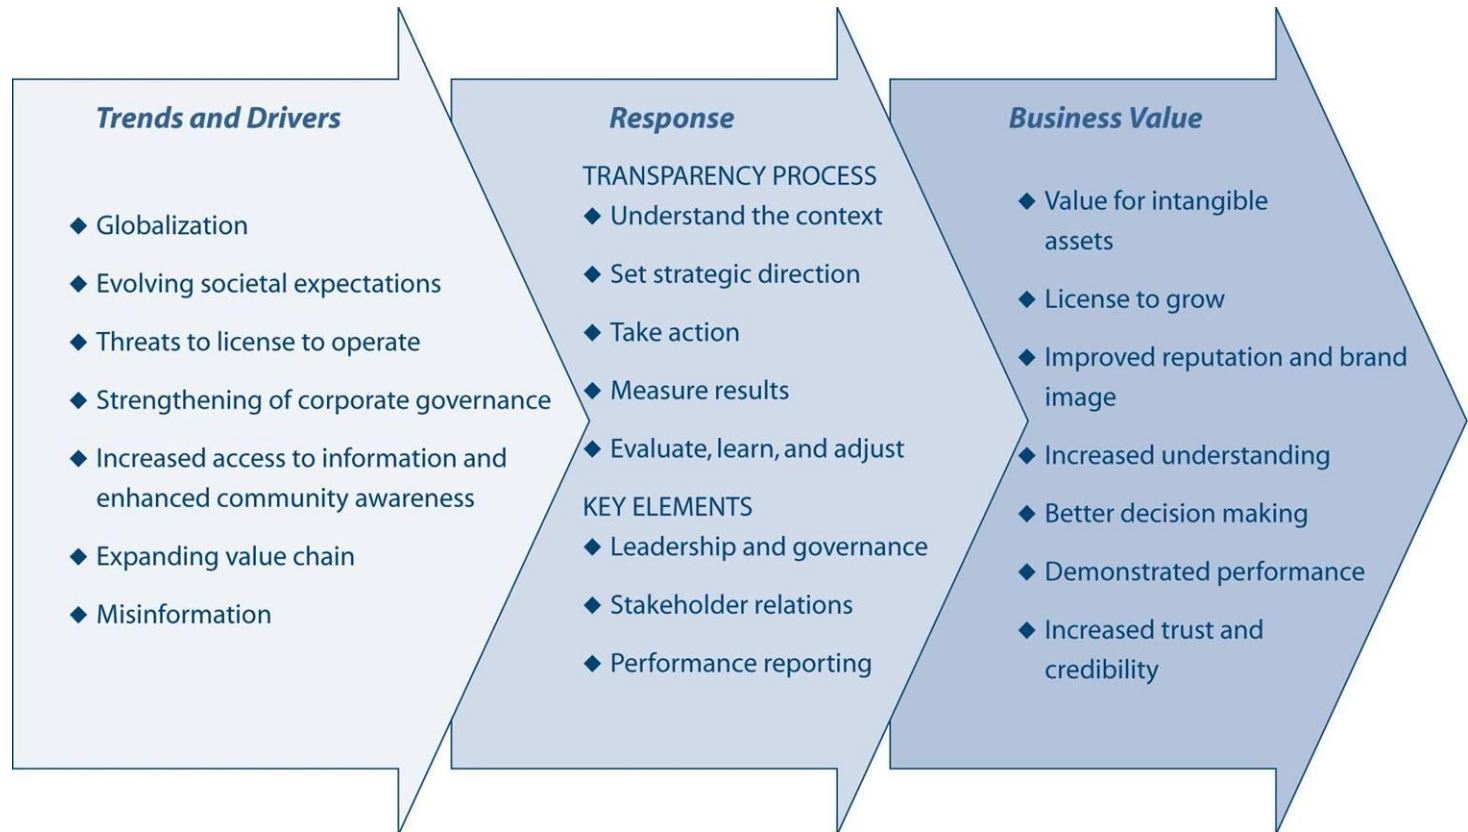 Trends and Drivers
◆ Globalization
◆ Evolving societal expectations
◆ Threats to license to operate
◆ Strengthening of corporate governance
◆ Increased access to information and
enhanced community awareness
◆ Expanding value chain
◆ Misinformation
Response
TRANSPARENCY PROCESS
◆ Understand the context
◆ Set strategic direction
◆ Take action
◆ Measure results
◆ Evaluate, learn, and adjust
KEY ELEMENTS
◆ Leadership and governance
◆ Stakeholder relations
◆ Performance reporting
Business Value
◆ Value for intangible
assets
◆ License to grow
◆ Improved reputation and brand
image
◆ Increased understanding
◆ Better decision making
◆ Demonstrated performance
◆ Increased trust and
credibility